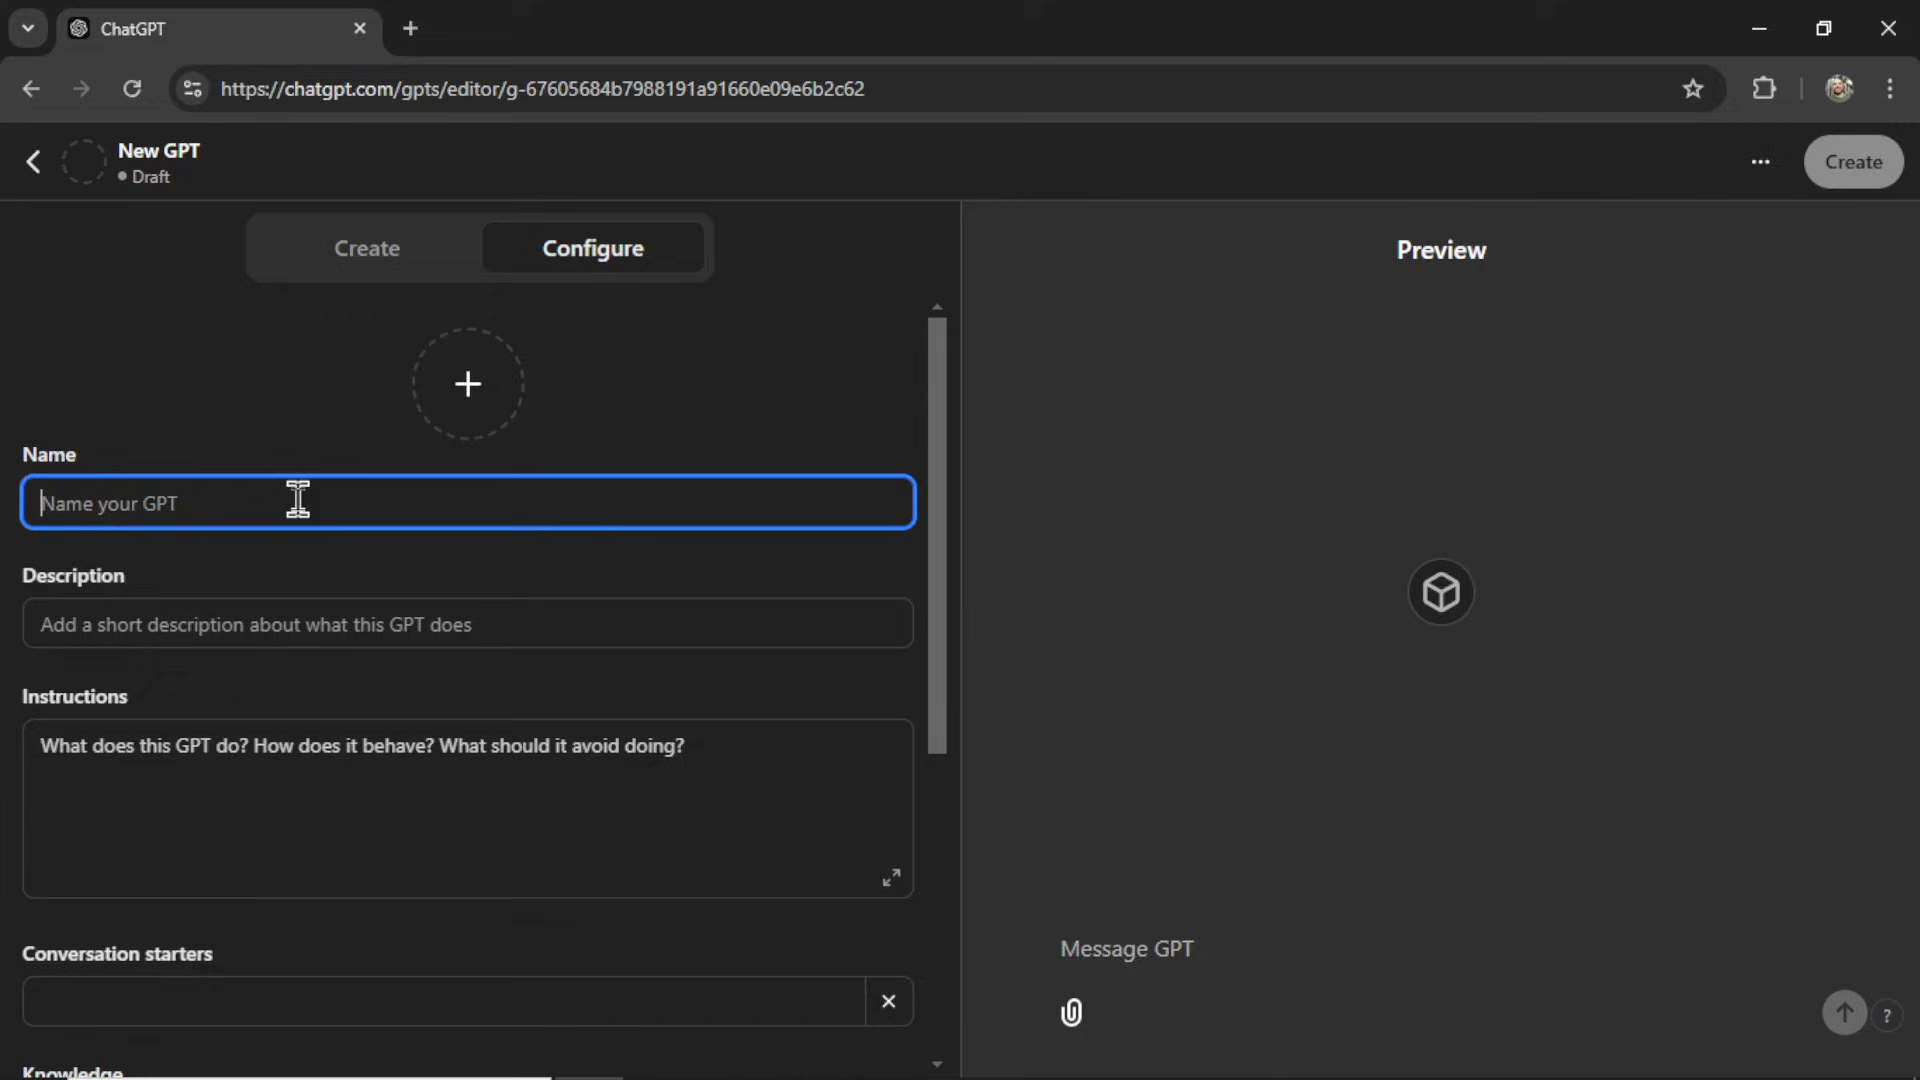 ChatGPT
https://chatgpt.com/gpts/editor/g-67605684b7988191a91660e09e6b2c62
New GPT
Draft
Create
Create
Configure
Preview
Name
Name your GPT
Description
Add a short description about what this GPT does
Instructions
What does this GPT do? How does it behave? What should it avoid doing?
Conversation starters
Message GPT
?
Knowledge